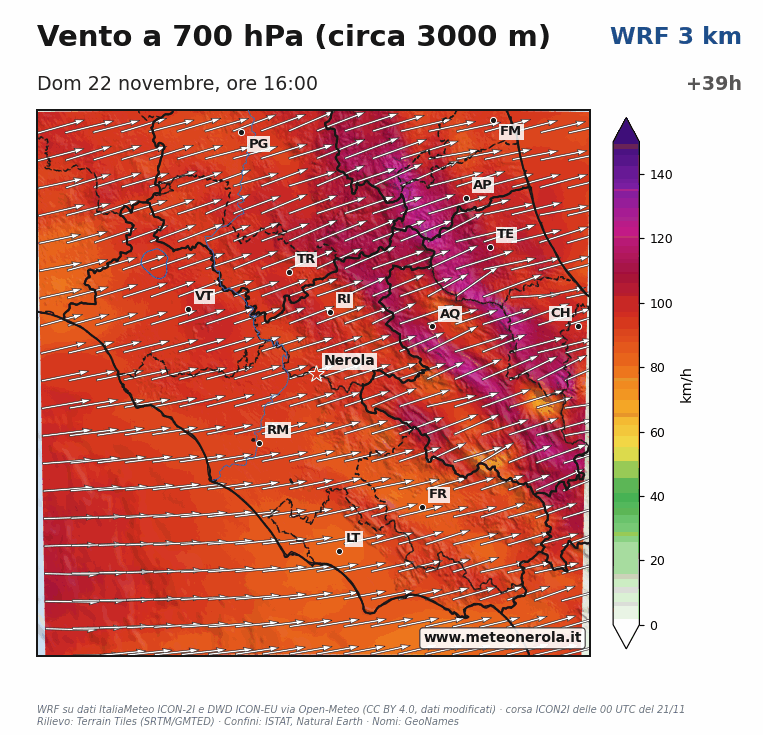 Vento a 700 hPa (circa 3000 m)
WRF 3 km
Dom 22 novembre, ore 16:00
+39h
FM
PG
AP
TE
TR
VT
RI
AQ
CH
Nerola
RM
FR
LT
www.meteonerola.it
140
120
100
80
60
40
20
0
km/h
WRF su dati ItaliaMeteo ICON-2I e DWD ICON-EU via Open-Meteo (CC BY 4.0, dati modificati) · corsa ICON2I delle 00 UTC del 21/11
Rilievo: Terrain Tiles (SRTM/GMTED) · Confini: ISTAT, Natural Earth · Nomi: GeoNames